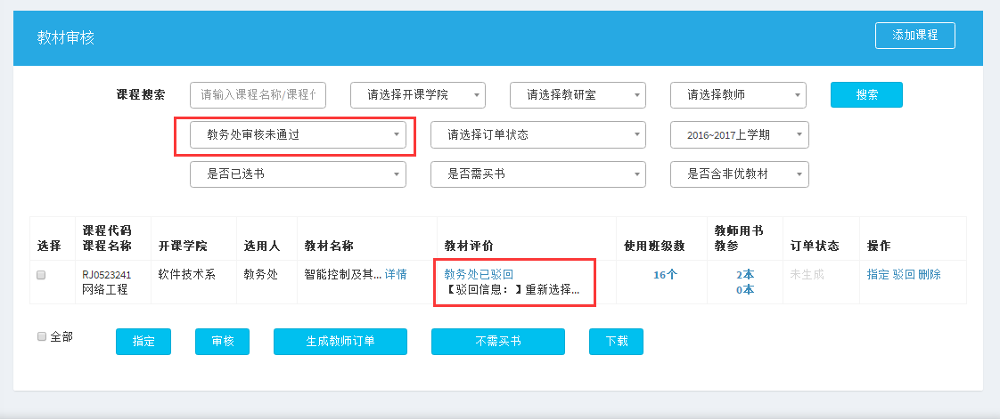 教材审核
添加课程
课程搜索
请输入课程名称/课程代
请选择开课学院
请选择教研室
请选择教师
搜索
教务处审核未通过
请选择订单状态
2016~2017上学期
是否已选书
是否需买书
是否含非优教材
选择
课程代码
课程名称
开课学院
选用人
教材名称
教材评价
使用班级数
教师用书
教参
订单状态
操作
RJ0523241
网络工程
软件技术系
教务处
智能控制及其... 详情
教务处已驳回
【驳回信息：】重新选择...
16个
2本
0本
未生成
指定 驳回 删除
全部
指定
审核
生成教师订单
不需买书
下载